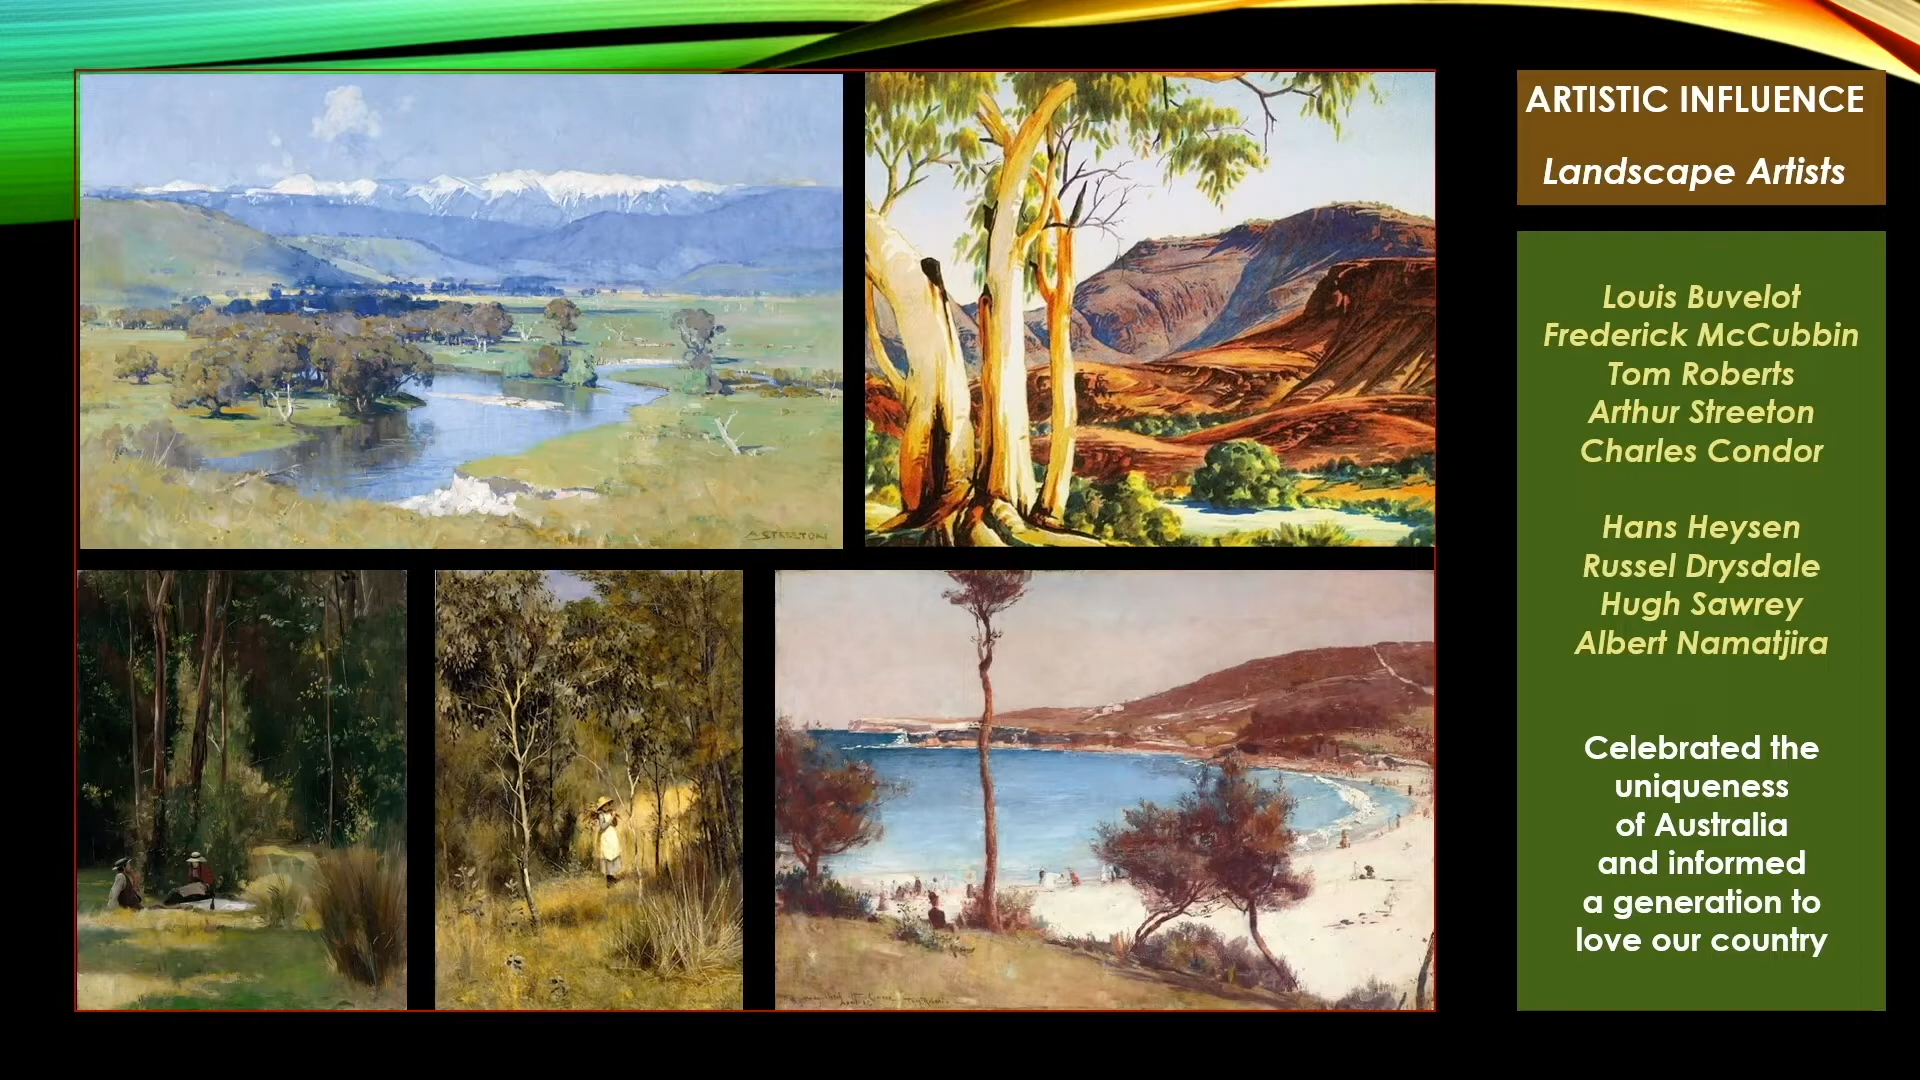 ARTISTIC INFLUENCE
Landscape Artists
Louis Buvelot
Frederick McCubbin
Tom Roberts
Arthur Streeton
Charles Condor
Hans Heysen
Russel Drysdale
Hugh Sawrey
Albert Namatjira
Celebrated the
uniqueness
of Australia
and informed
a generation to
love our country
A STREETON